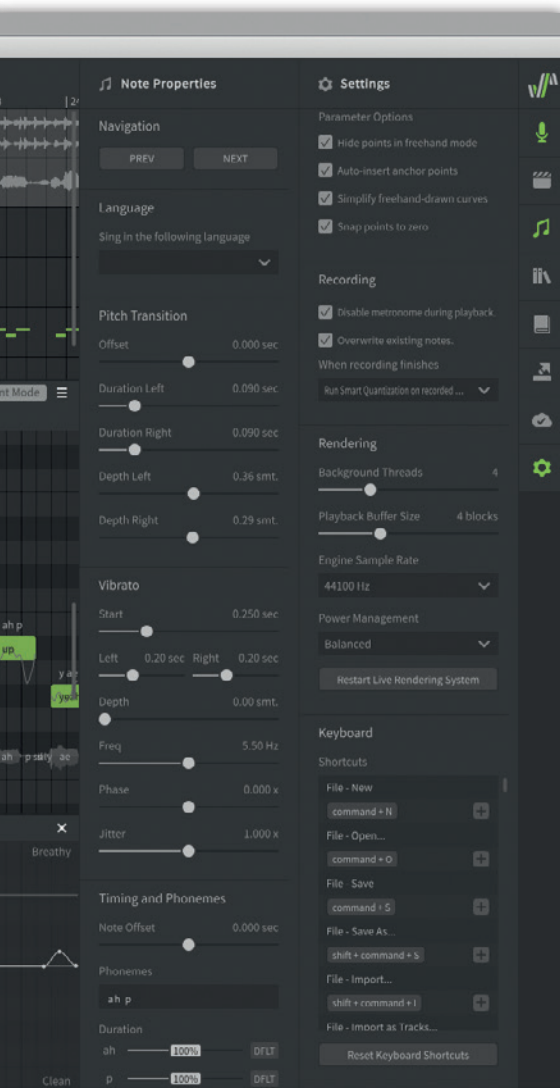 24
nt Mode
ah p
up
y a
yeah
ah
p
ae
Breathy
Clean
Note Properties
Navigation
PREV NEXT
Language
Sing in the following language
Pitch Transition
Offset 0.000 sec
Duration Left 0.090 sec
Duration Right 0.090 sec
Depth Left 0.36 smt.
Depth Right 0.29 smt.
Vibrato
Start 0.250 sec
Left 0.20 sec Right 0.20 sec
Depth 0.00 smt.
Freq 5.50 Hz
Phase 0.000 x
Jitter 1.000 x
Timing and Phonemes
Note Offset 0.000 sec
Phonemes
ah p
Duration
ah 100% DFLT
p 100% DFLT
Settings
Parameter Options
Hide points in freehand mode
Auto-insert anchor points
Simplify freehand-drawn curves
Snap points to zero
Recording
Disable metronome during playback.
Overwrite existing notes.
When recording finishes
Run Smart Quantization on recorded ...
Rendering
Background Threads 4
Playback Buffer Size 4 blocks
Engine Sample Rate
44100 Hz
Power Management
Balanced
Restart Live Rendering System
Keyboard
Shortcuts
File - New
command + N
File - Open...
command + O
File - Save
command + S
File - Save As...
shift + command + S
File - Import...
shift + command + I
File - Import as Tracks...
Reset Keyboard Shortcuts